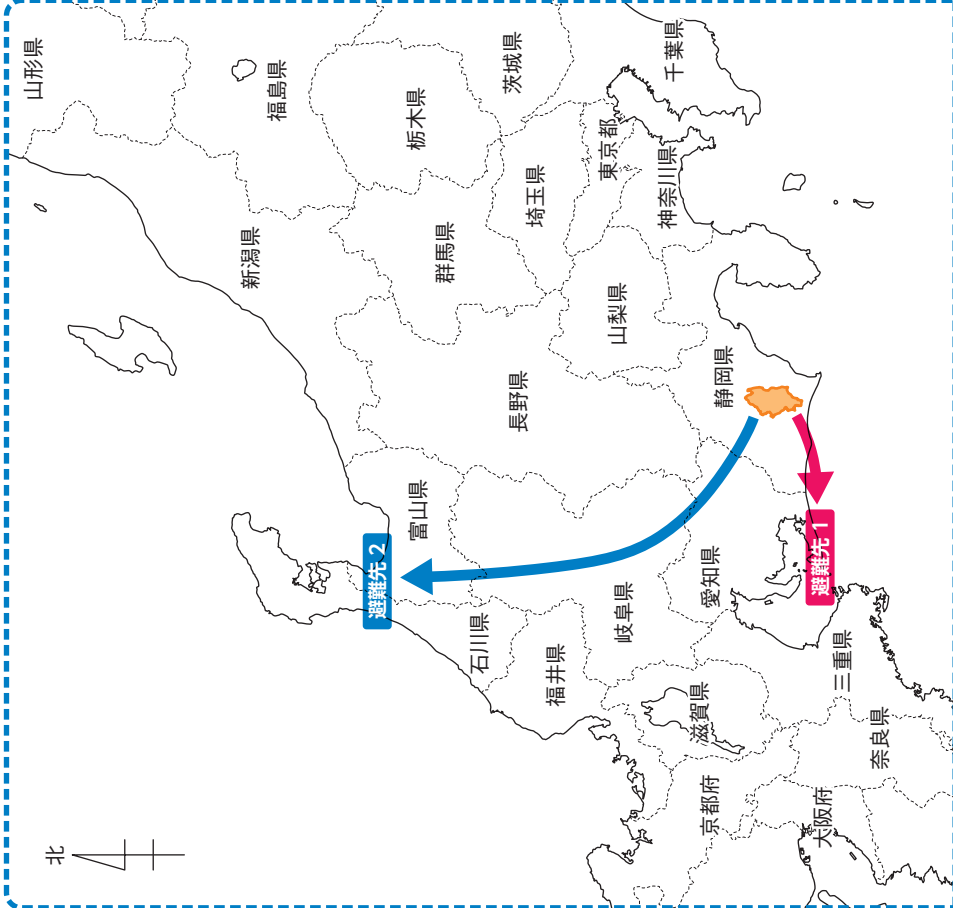 北
山形県
福島県
新潟県
栃木県
茨城県
群馬県
埼玉県
東京都
千葉県
神奈川県
山梨県
長野県
静岡県
富山県
石川県
福井県
岐阜県
愛知県
滋賀県
三重県
京都府
大阪府
奈良県
避難先 2
避難先 1